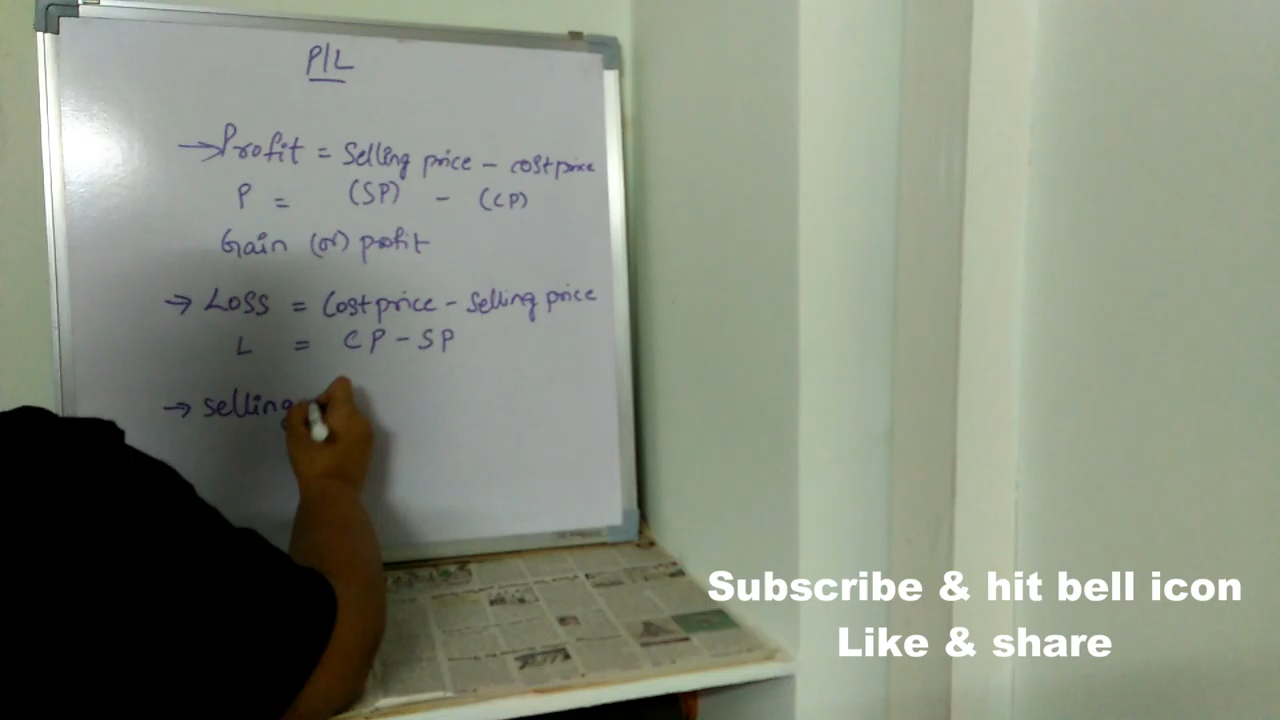 P/L
→ Profit = Selling price - cost price
P = (SP) - (CP)
Gain (or) profit
→ Loss = Cost price - selling price
L = CP - SP
→ selling
Subscribe & hit bell icon
Like & share